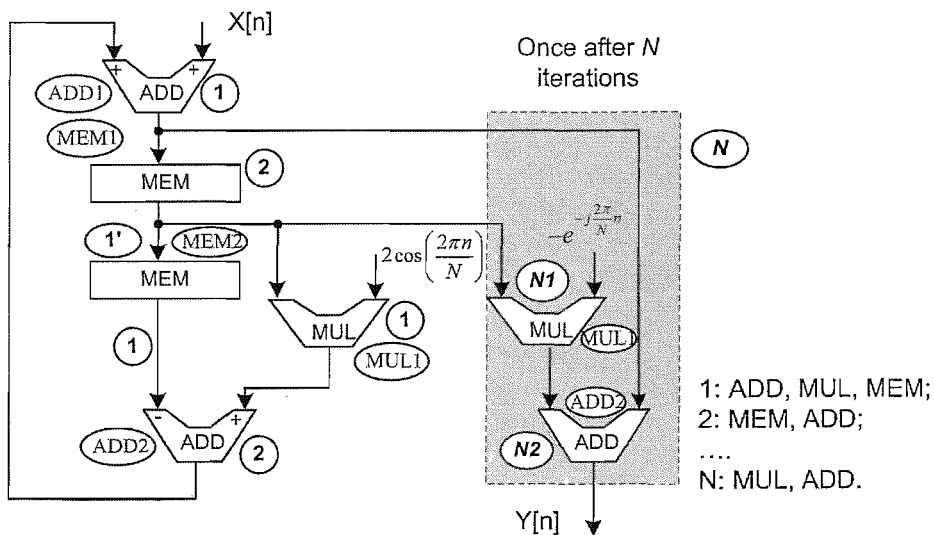 X[n]
Once after N
iterations
+ +
ADD1 ADD 1
MEM1
N
MEM 2
1' MEM2
2cos(2πn/N)
-e^{-j\frac{2π}{N}n}
MEM
N1
MUL 1
MUL MUL1
1
MUL1
ADD2
- +
ADD2 ADD 2
N2 ADD
1: ADD, MUL, MEM;
2: MEM, ADD;
....
N: MUL, ADD.
Y[n]